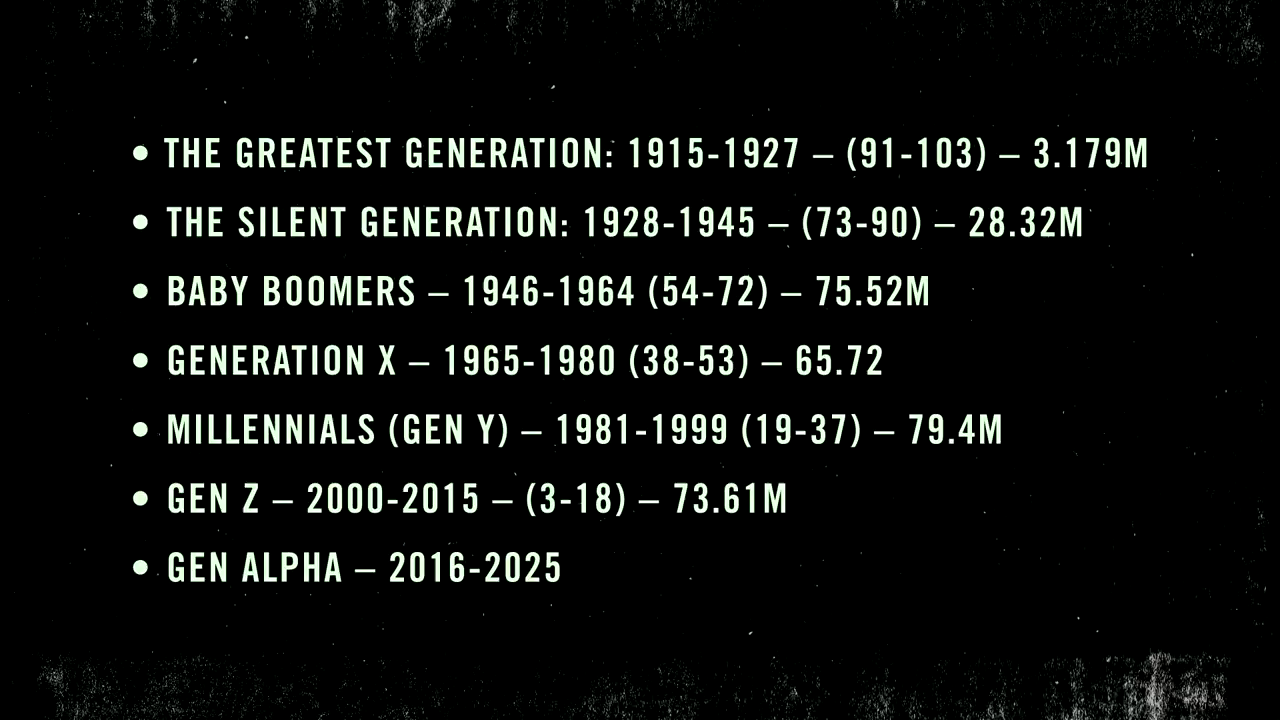 • THE GREATEST GENERATION: 1915-1927 – (91-103) – 3.179M
• THE SILENT GENERATION: 1928-1945 – (73-90) – 28.32M
• BABY BOOMERS – 1946-1964 (54-72) – 75.52M
• GENERATION X – 1965-1980 (38-53) – 65.72
• MILLENNIALS (GEN Y) – 1981-1999 (19-37) – 79.4M
• GEN Z – 2000-2015 – (3-18) – 73.61M
• GEN ALPHA – 2016-2025